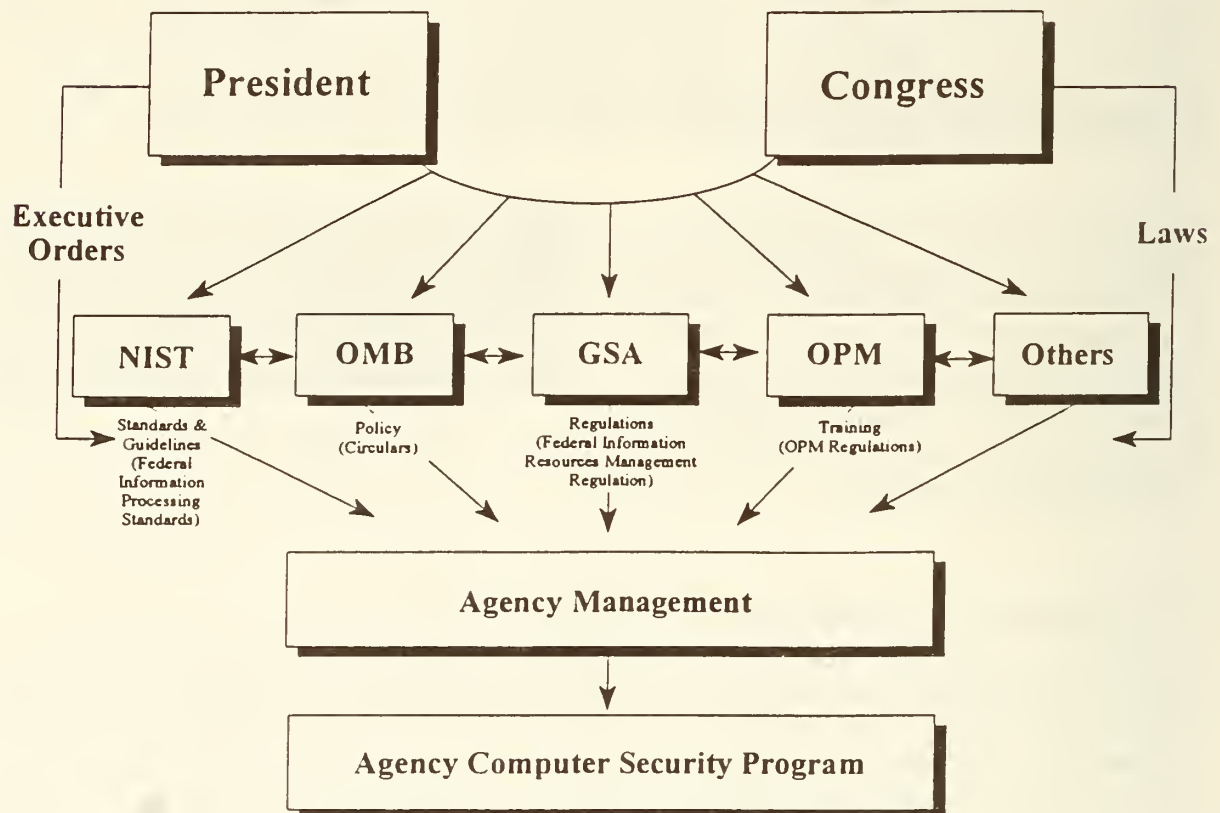 President
Congress
Executive
Orders
Laws
NIST
OMB
GSA
OPM
Others
Standards &
Guidelines
(Federal
Information
Processing
Standards)
Policy
(Circulars)
Regulations
(Federal Information
Resources Management
Regulation)
Training
(OPM Regulations)
Agency Management
Agency Computer Security Program